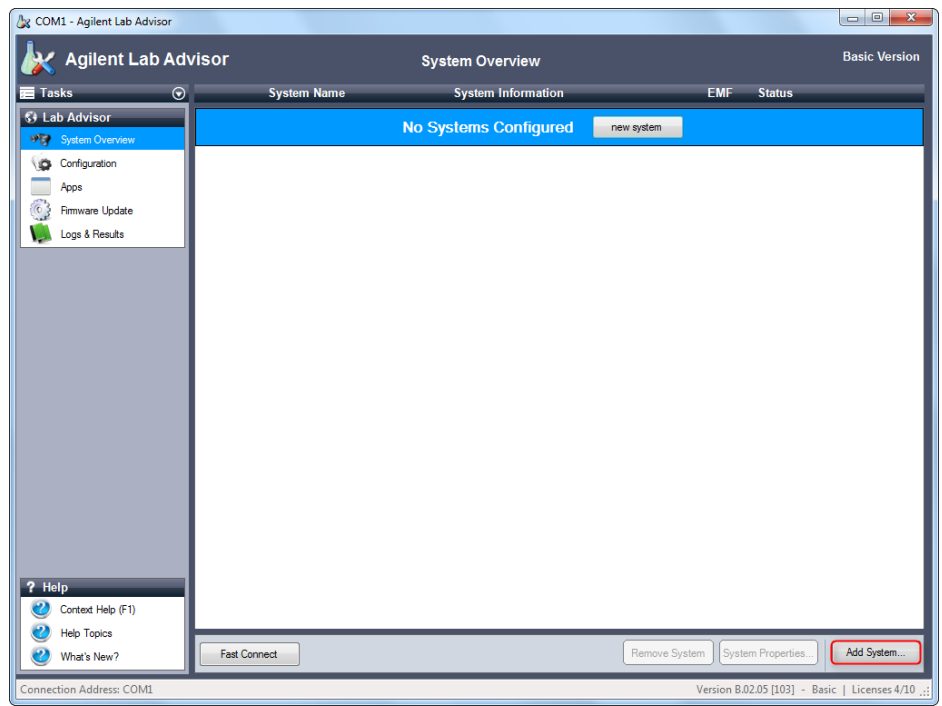 COM1 - Agilent Lab Advisor
Agilent Lab Advisor
System Overview
Basic Version
Tasks
System Name
System Information
EMF
Status
Lab Advisor
No Systems Configured
new system
System Overview
Configuration
Apps
Firmware Update
Logs & Results
? Help
Context Help (F1)
Help Topics
What's New?
Fast Connect
Remove System
System Properties...
Add System...
Connection Address: COM1
Version B.02.05 [103] - Basic | Licenses 4/10